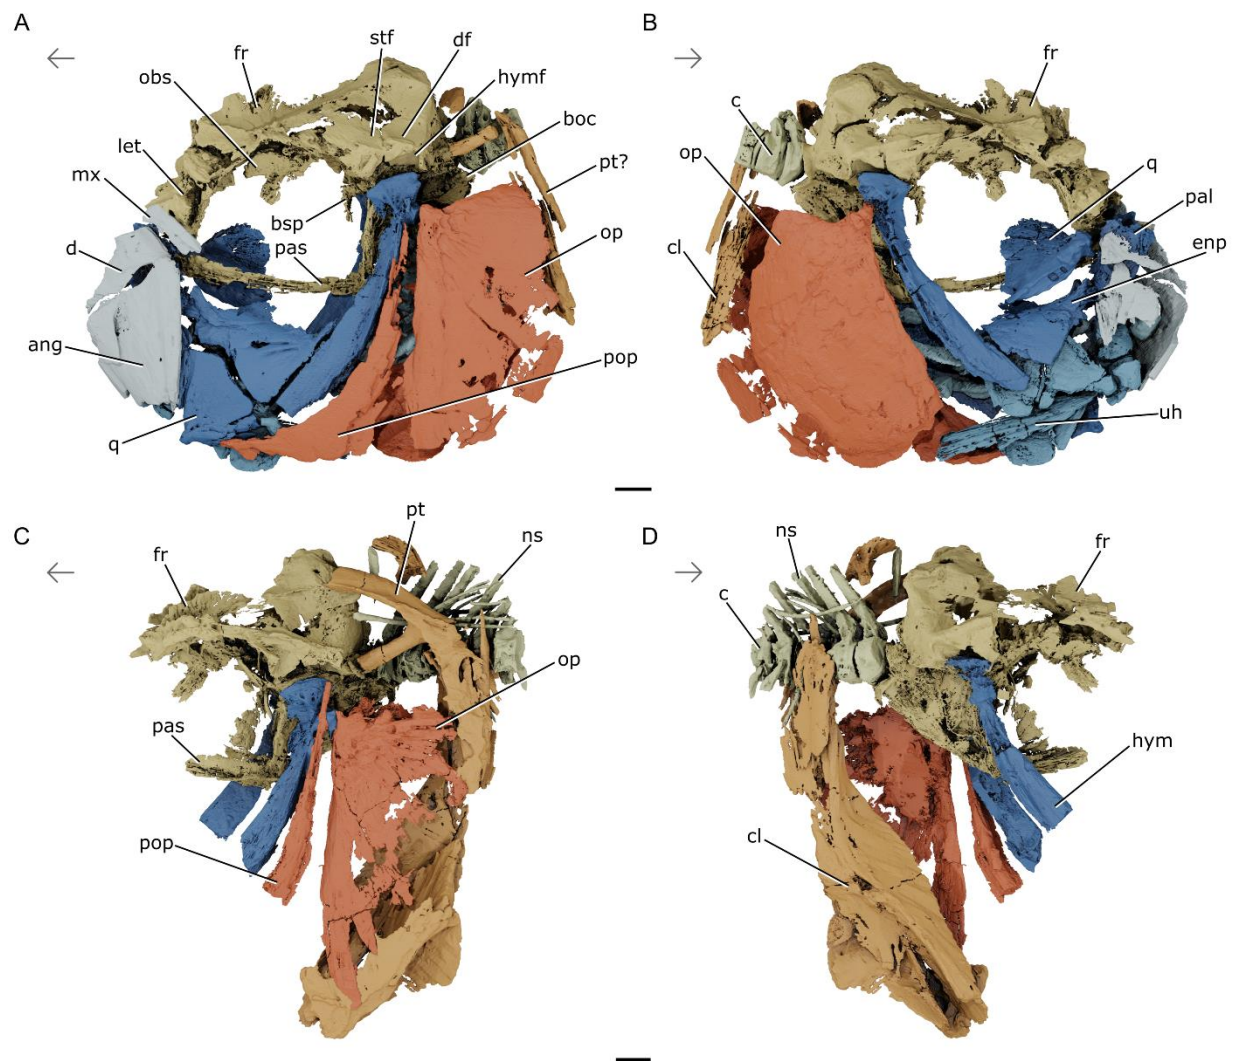 A
B
fr
stf
df
obs
hymf
let
boc
mx
pt?
bsp
d
pas
op
ang
pop
q
fr
c
op
q
pal
cl
enp
uh
C
D
pt
fr
ns
op
pas
pop
ns
fr
c
hym
cl